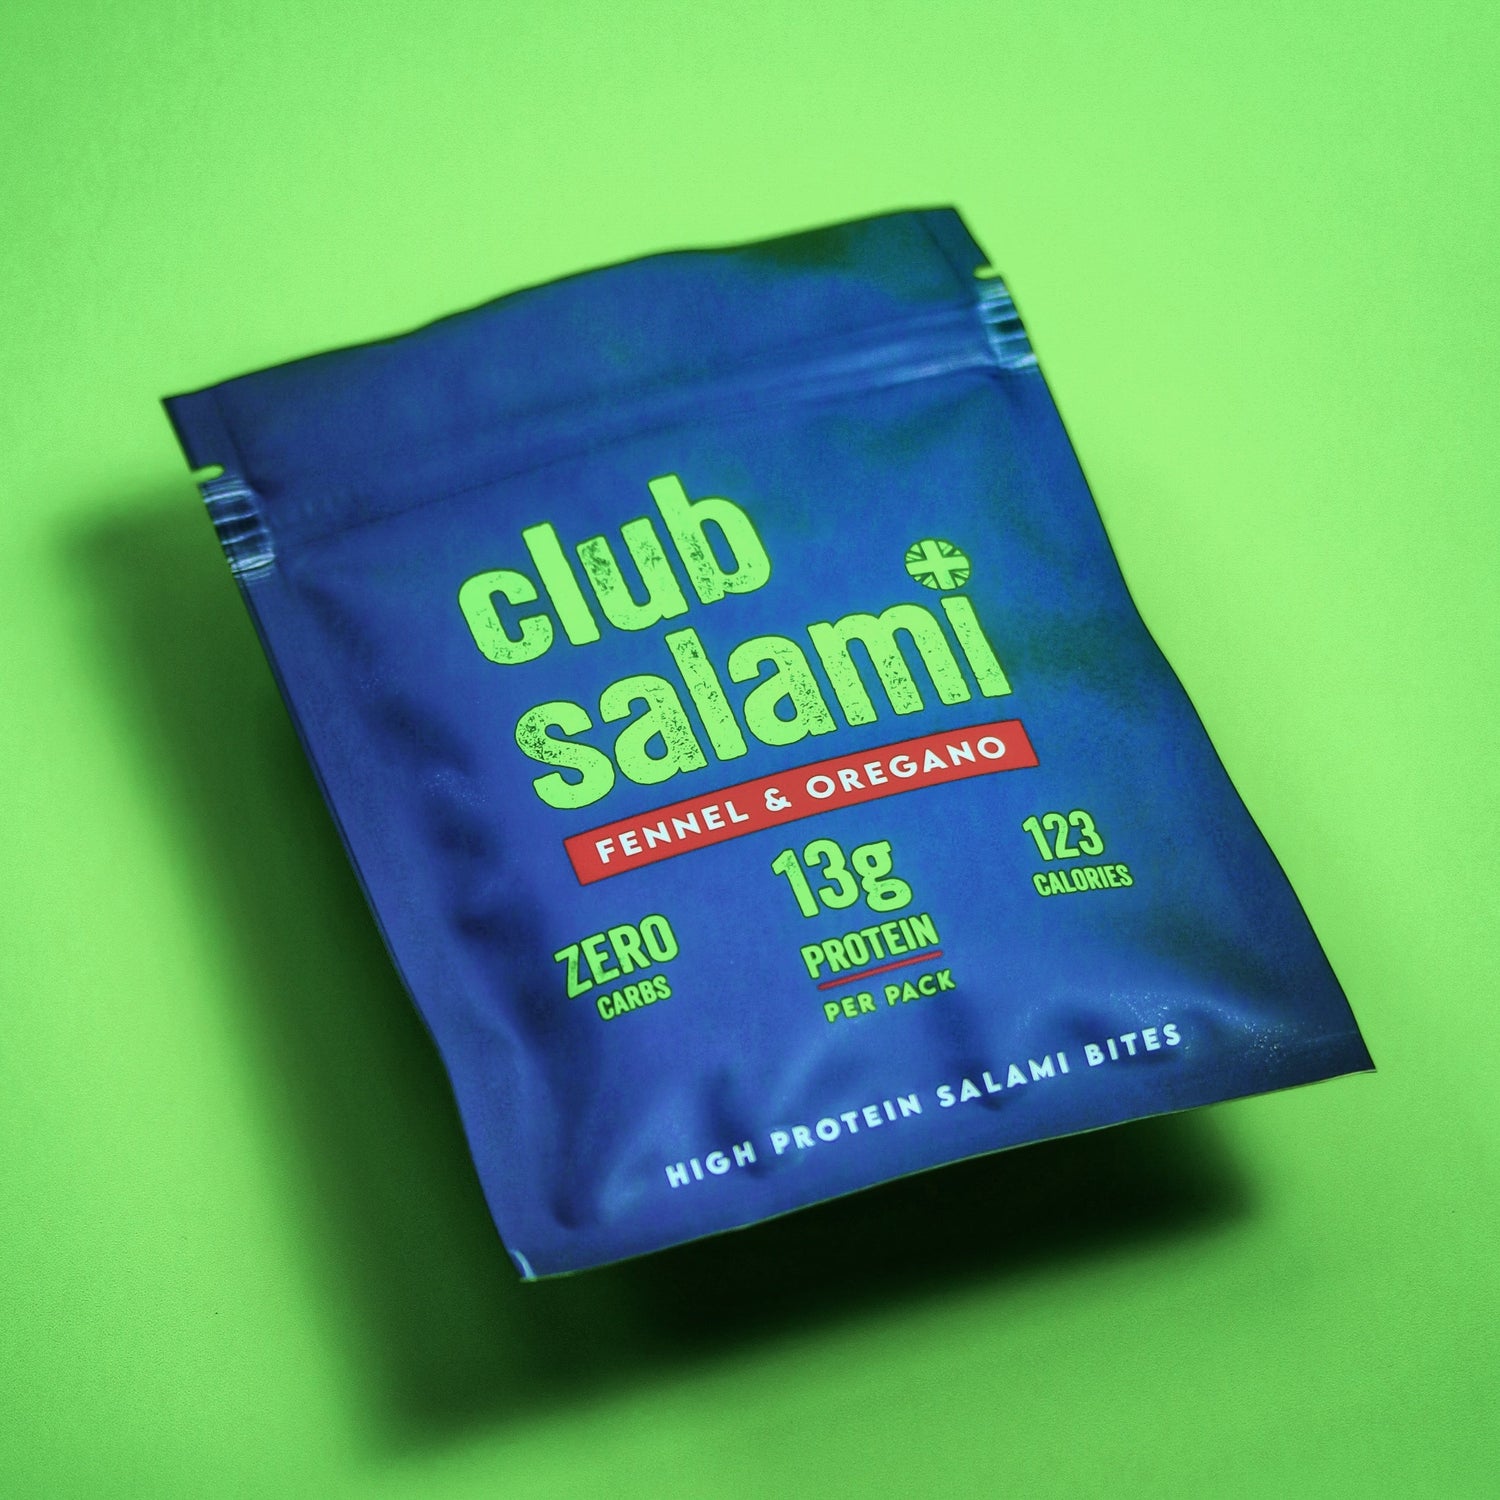 club
salami
FENNEL & OREGANO
ZERO
CARBS
13g
PROTEIN
PER PACK
123
CALORIES
HIGH PROTEIN SALAMI BITES